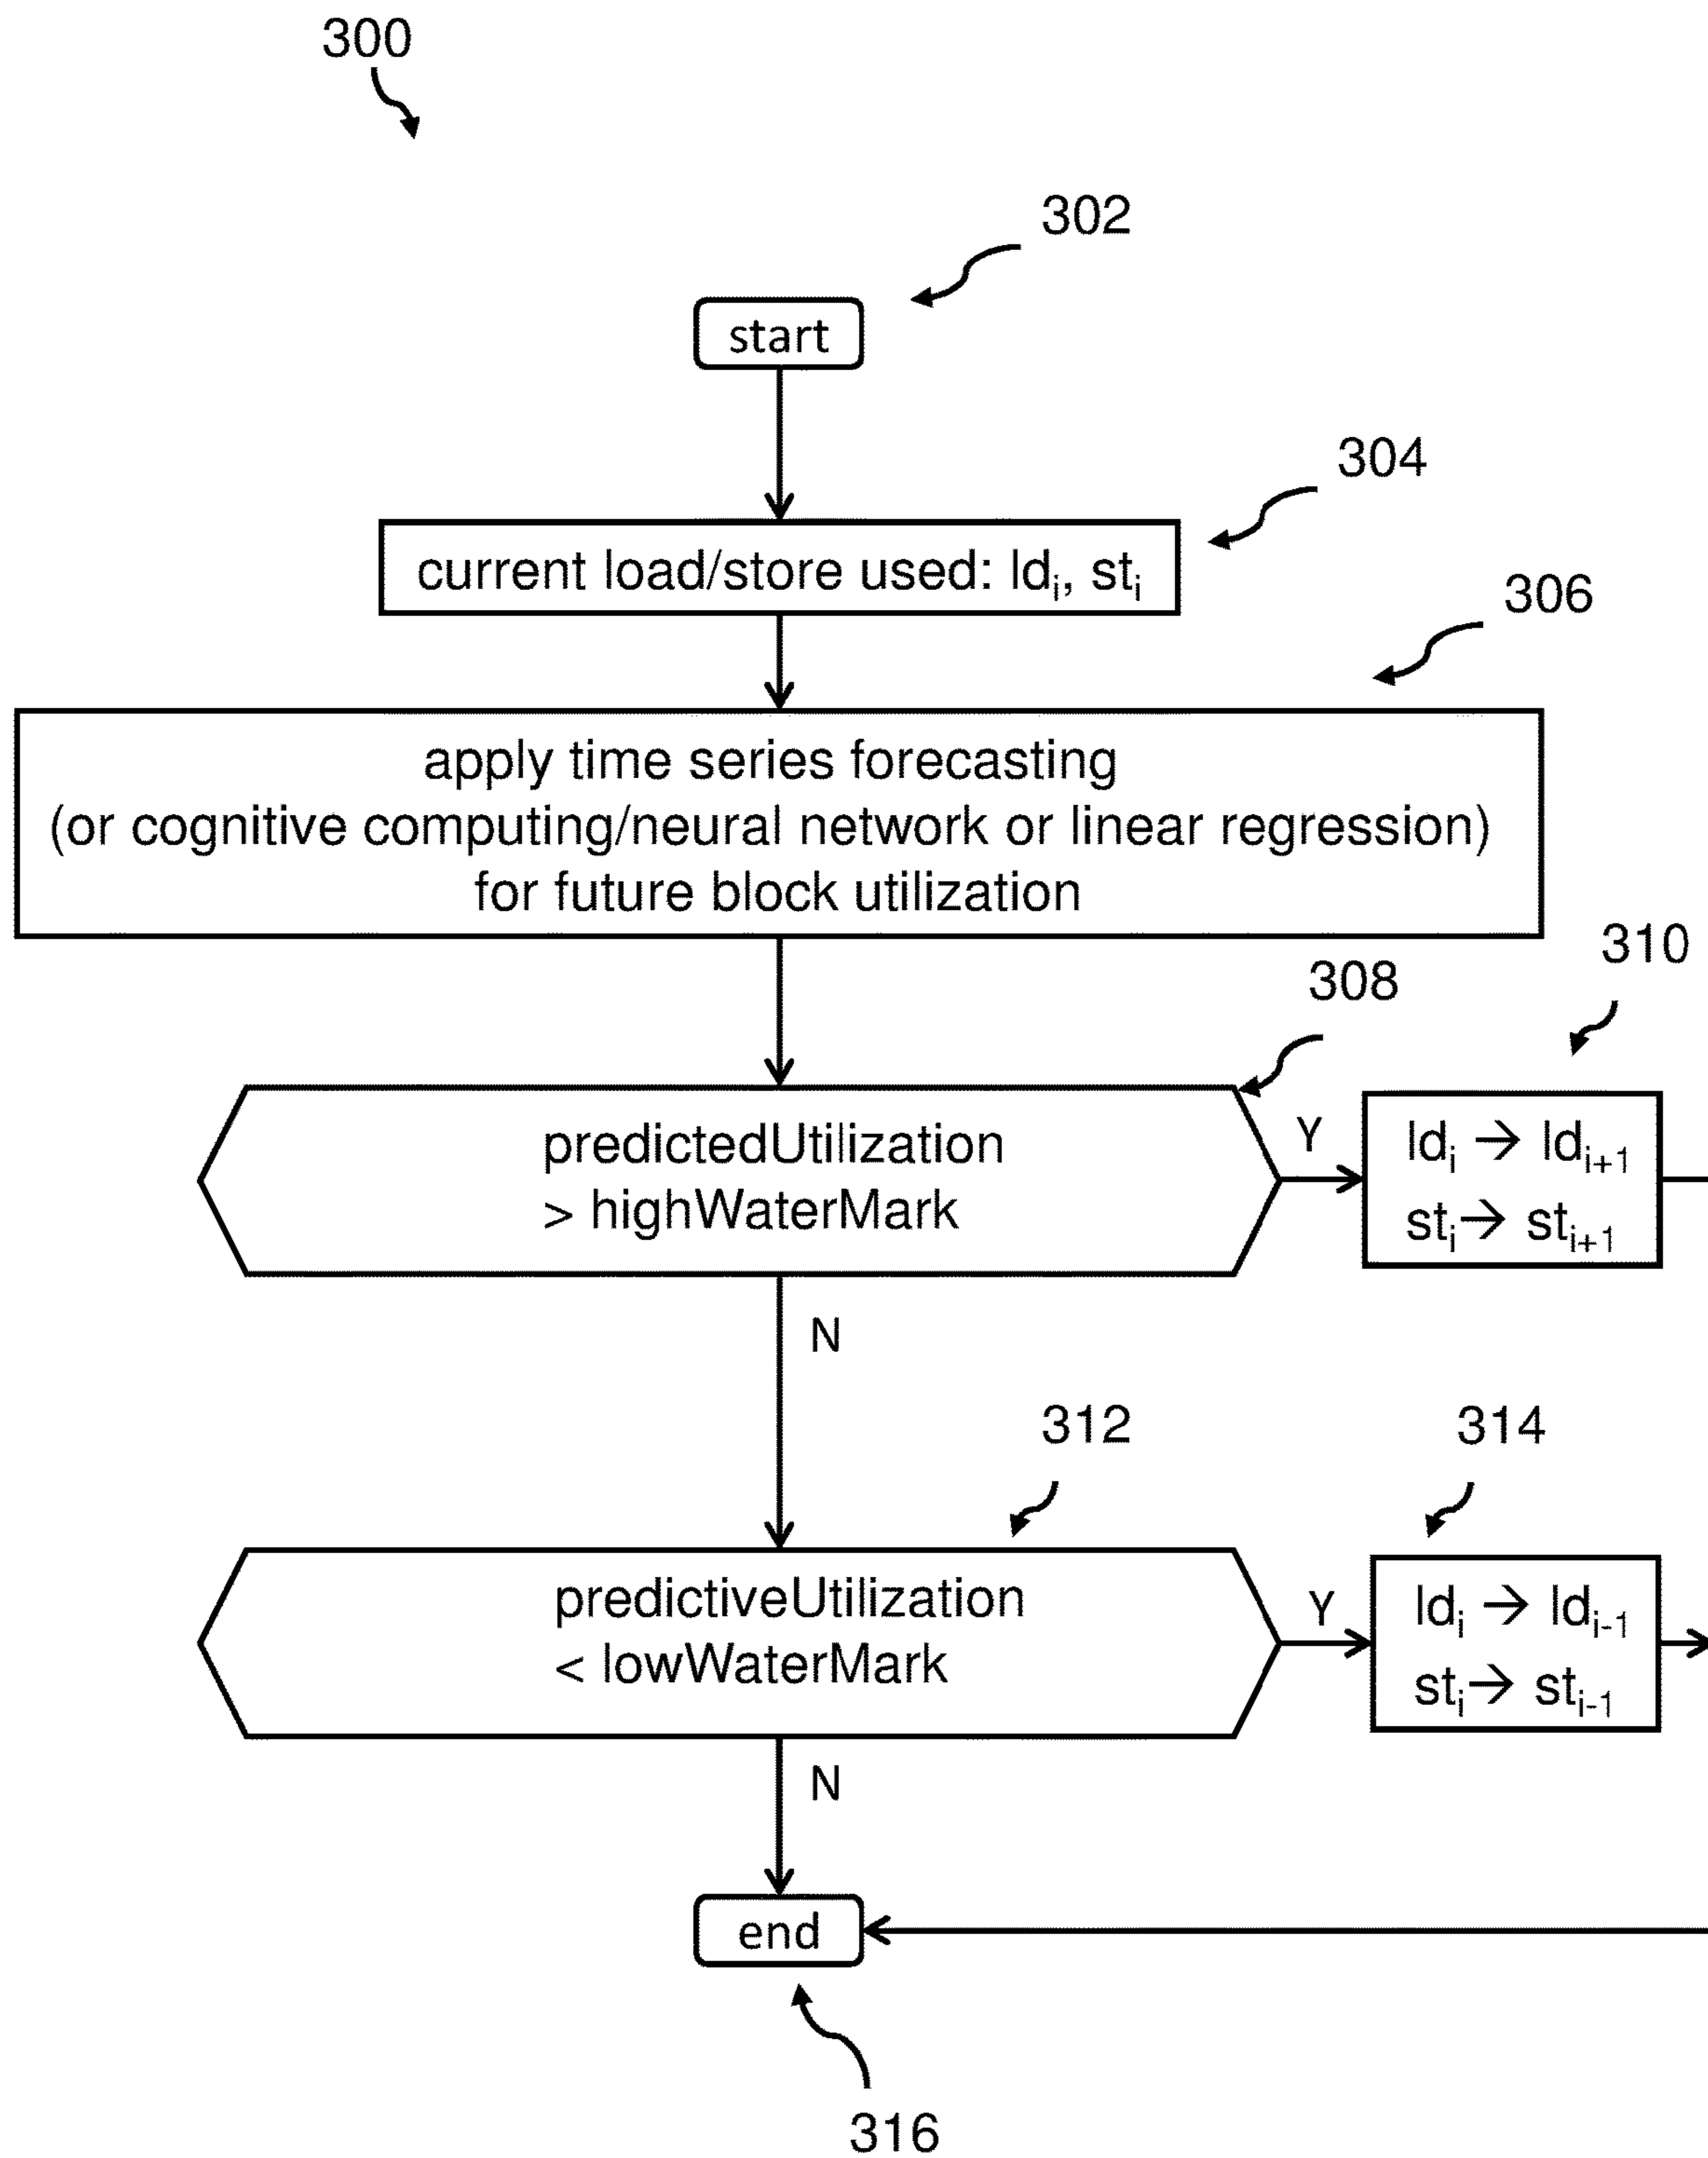 300
302
start
304
current load/store used: ldᵢ, stᵢ
306
apply time series forecasting
(or cognitive computing/neural network or linear regression)
for future block utilization
310
308
predictedUtilization
> highWaterMark
Y
ldᵢ → ldᵢ₊₁
stᵢ → stᵢ₊₁
N
312
314
predictiveUtilization
< lowWaterMark
Y
ldᵢ → ldᵢ₋₁
stᵢ → stᵢ₋₁
N
end
316